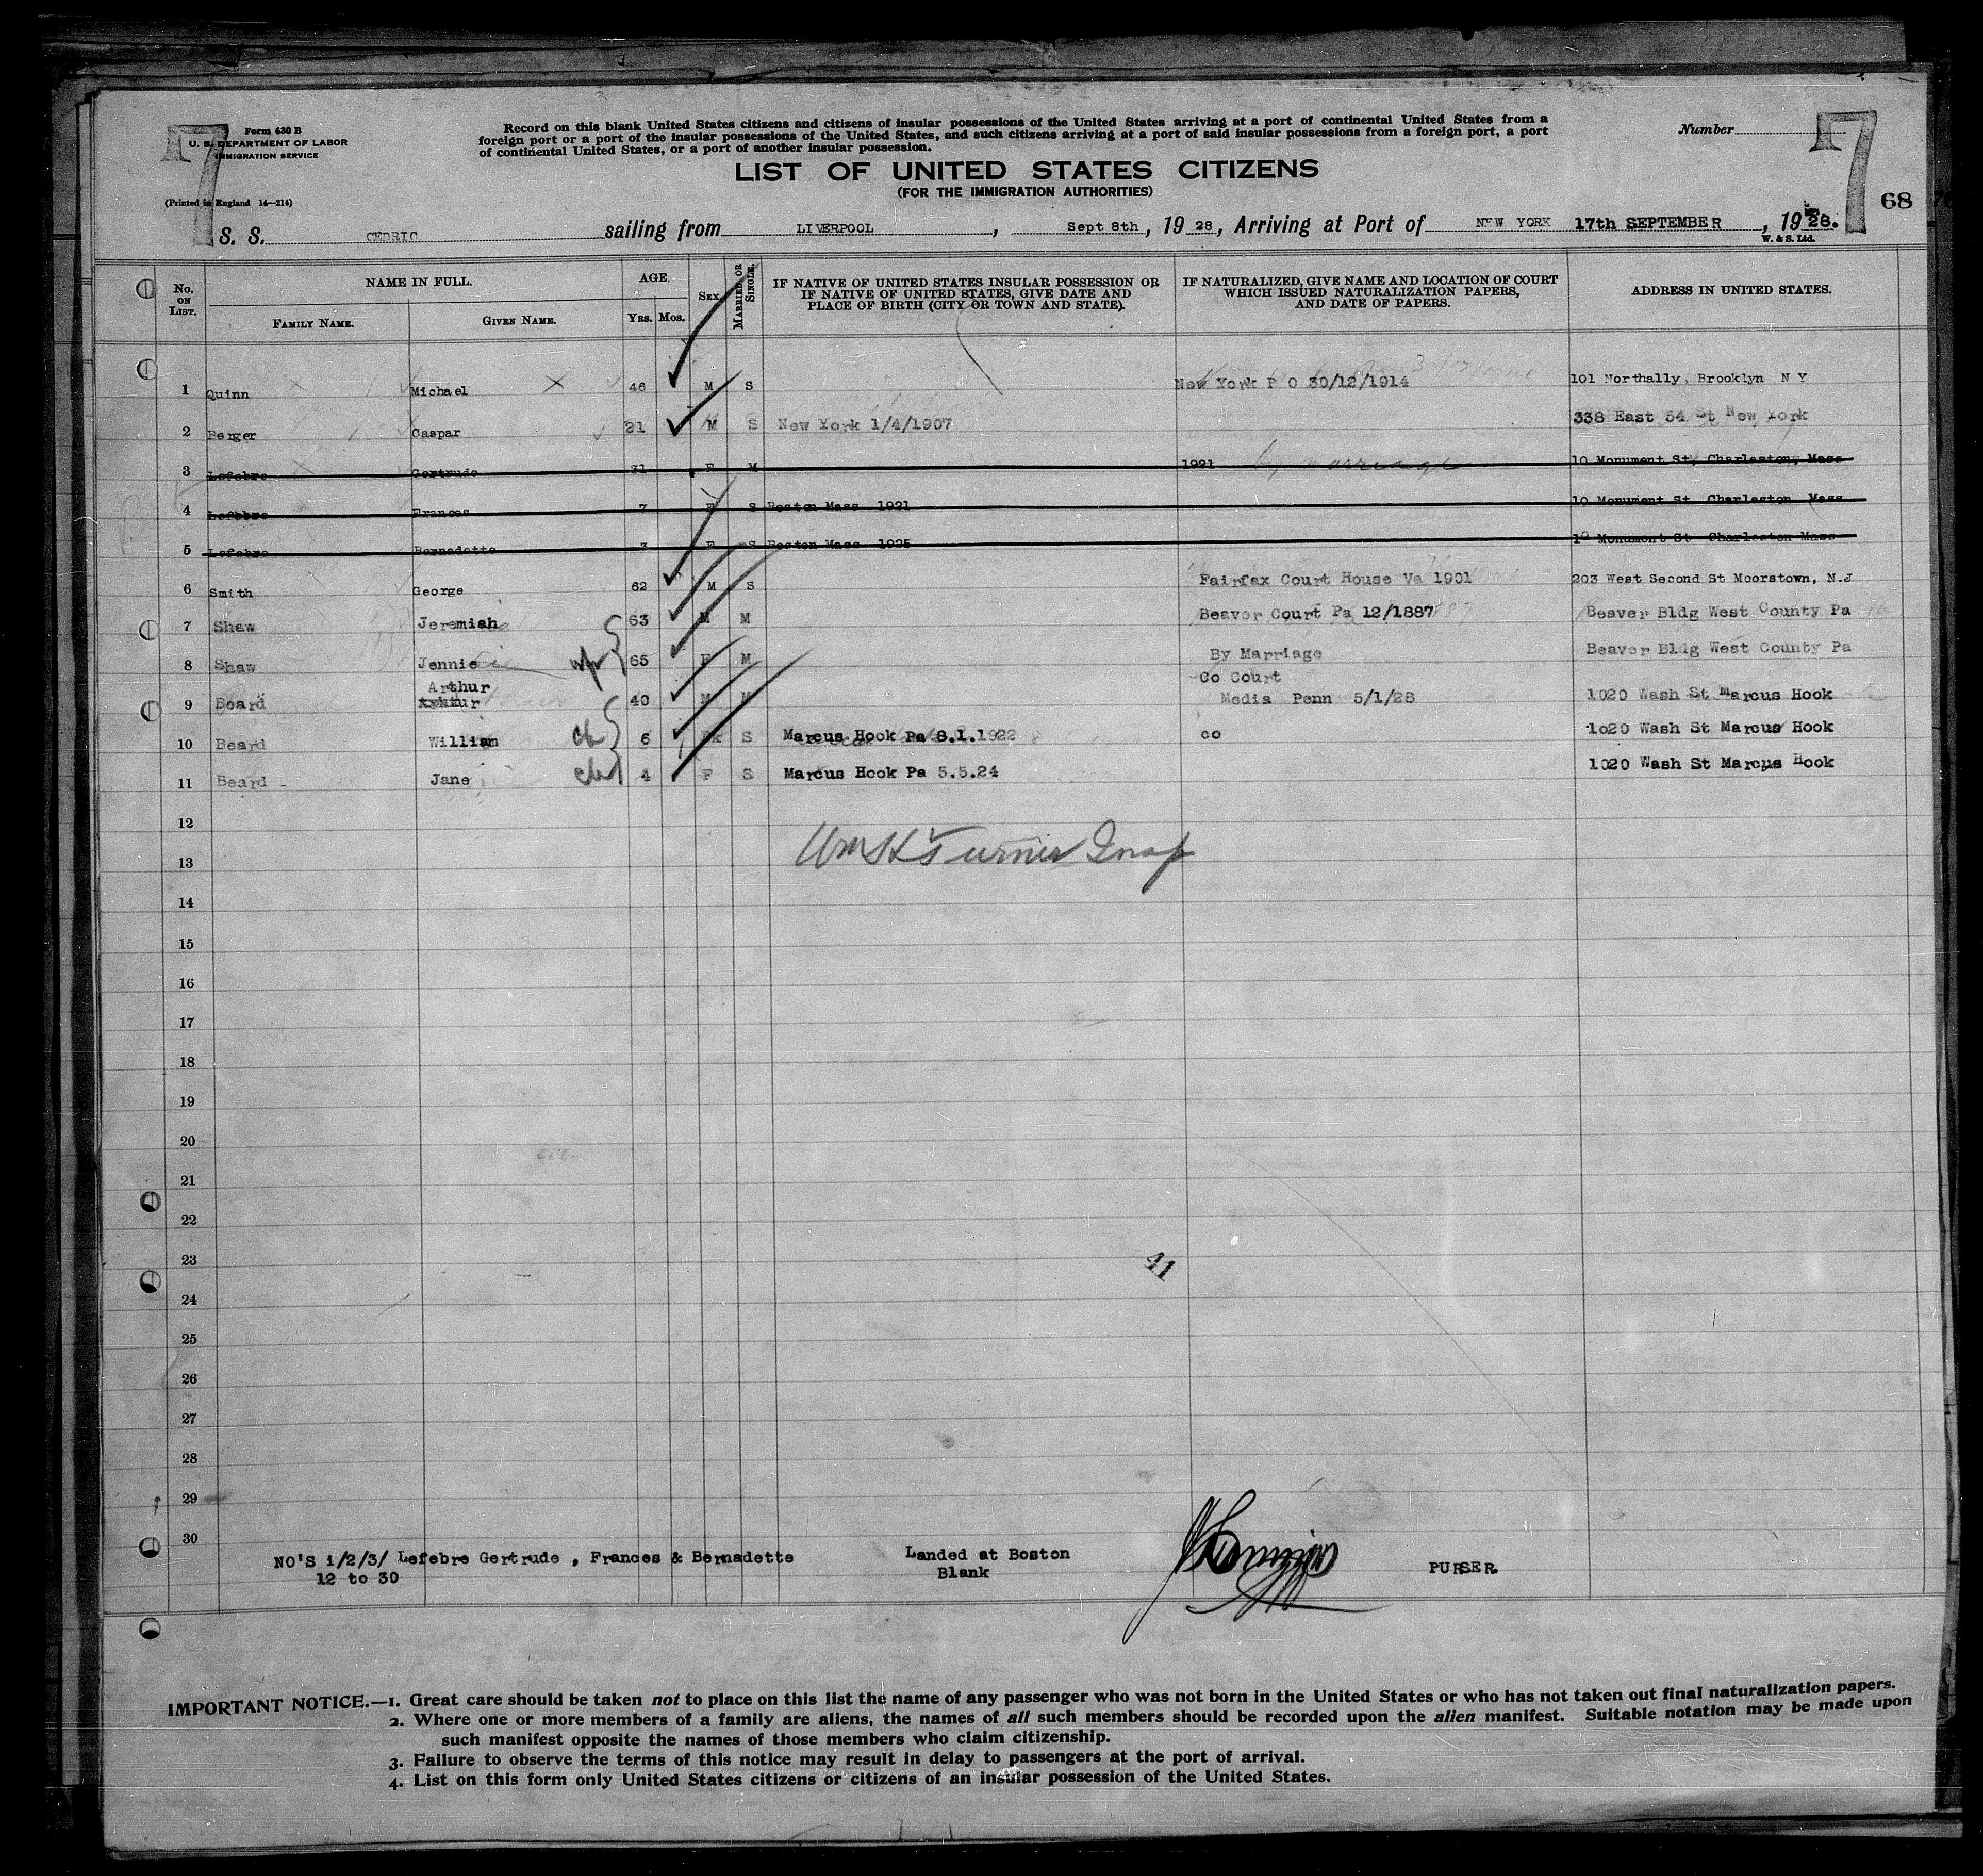 Form 630 B
U. S. DEPARTMENT OF LABOR
IMMIGRATION SERVICE
(Printed in England 14—214)
7
Record on this blank United States citizens and citizens of insular possessions of the United States arriving at a port of continental United States from a
foreign port or a port of the insular possessions of the United States, and such citizens arriving at a port of said insular possessions from a foreign port, a port
of continental United States, or a port of another insular possession.
Number
7
68
LIST OF UNITED STATES CITIZENS
(FOR THE IMMIGRATION AUTHORITIES)
S. S. CEDRIC sailing from LIVERPOOL, Sept 8th, 1928, Arriving at Port of NEW YORK 17th SEPTEMBER, 1928.
W. & S. Ltd.
No. ON LIST. NAME IN FULL. FAMILY NAME. GIVEN NAME. AGE. YRS. MOS. SEX. MARRIED OR SINGLE. IF NATIVE OF UNITED STATES INSULAR POSSESSION OR IF NATIVE OF UNITED STATES, GIVE DATE AND PLACE OF BIRTH (CITY OR TOWN AND STATE). IF NATURALIZED, GIVE NAME AND LOCATION OF COURT WHICH ISSUED NATURALIZATION PAPERS, AND DATE OF PAPERS. ADDRESS IN UNITED STATES.
1 Quinn Michael 46 M S New York P O 30/12/1914 101 Northally, Brooklyn N Y
2 Berger Caspar 21 M S New York 1/4/1907 338 East 54 St New York
3 Lefebre Gertrude 31 F M 1921 by marriage 10 Monument St, Charleston, Mass
4 Lefebre Frances 7 F S Boston Mass 1921 10 Monument St Charleston Mass
5 Lefebre Bernadette 3 F S Boston Mass 1925 10 Monument St Charleston Mass
6 Smith George 62 M S Fairfax Court House Va 1901 203 West Second St Moorstown, N.J
7 Shaw Jeremiah 63 M M Beaver Court Pa 12/1887 Beaver Bldg West County Pa
8 Shaw Jennie wfe 65 F M By Marriage Beaver Bldg West County Pa
9 Beard Arthur 40 M M Co Court Media Penn 5/1/28 1020 Wash St Marcus Hook
10 Beard William ch 6 S Marcus Hook Pa 8.1.1922 co 1020 Wash St Marcus Hook
11 Beard Jane chd 4 F S Marcus Hook Pa 5.5.24 1020 Wash St Marcus Hook
12
Wm H Turner Insp
13
14
15
16
17
18
19
20
21
22
23
41
24
25
26
27
28
29
30
NO'S 1/2/3/ Lefebre Gertrude , Frances & Bernadette Landed at Boston
12 to 30 Blank
PURSER.
IMPORTANT NOTICE.—1. Great care should be taken not to place on this list the name of any passenger who was not born in the United States or who has not taken out final naturalization papers.
2. Where one or more members of a family are aliens, the names of all such members should be recorded upon the alien manifest. Suitable notation may be made upon
such manifest opposite the names of those members who claim citizenship.
3. Failure to observe the terms of this notice may result in delay to passengers at the port of arrival.
4. List on this form only United States citizens or citizens of an insular possession of the United States.